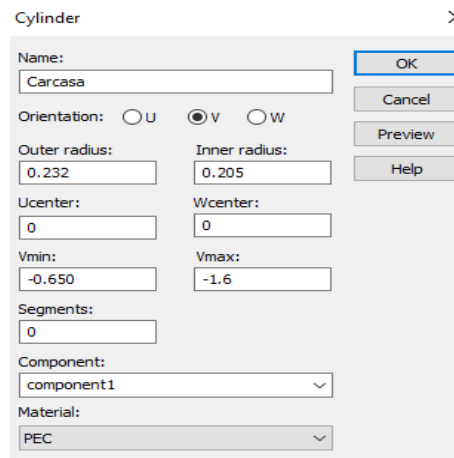 Cylinder
Name:
Carcasa
OK
Cancel
Preview
Help
Orientation: U V W
Outer radius: Inner radius:
0.232 0.205
Ucenter: Wcenter:
0 0
Vmin: Vmax:
-0.650 -1.6
Segments:
0
Component:
component1
Material:
PEC